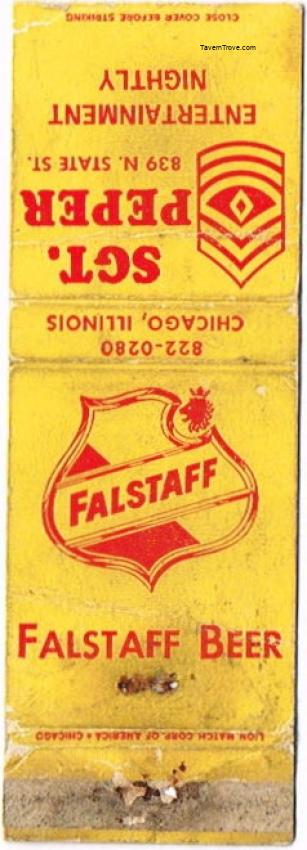 TavernTrove.com
CLOSE COVER BEFORE STRIKING
SGT.
PEPER
839 N. STATE ST.
ENTERTAINMENT
NIGHTLY
822-0280
CHICAGO, ILLINOIS
FALSTAFF
FALSTAFF BEER
LION MATCH CORP. OF AMERICA • CHICAGO